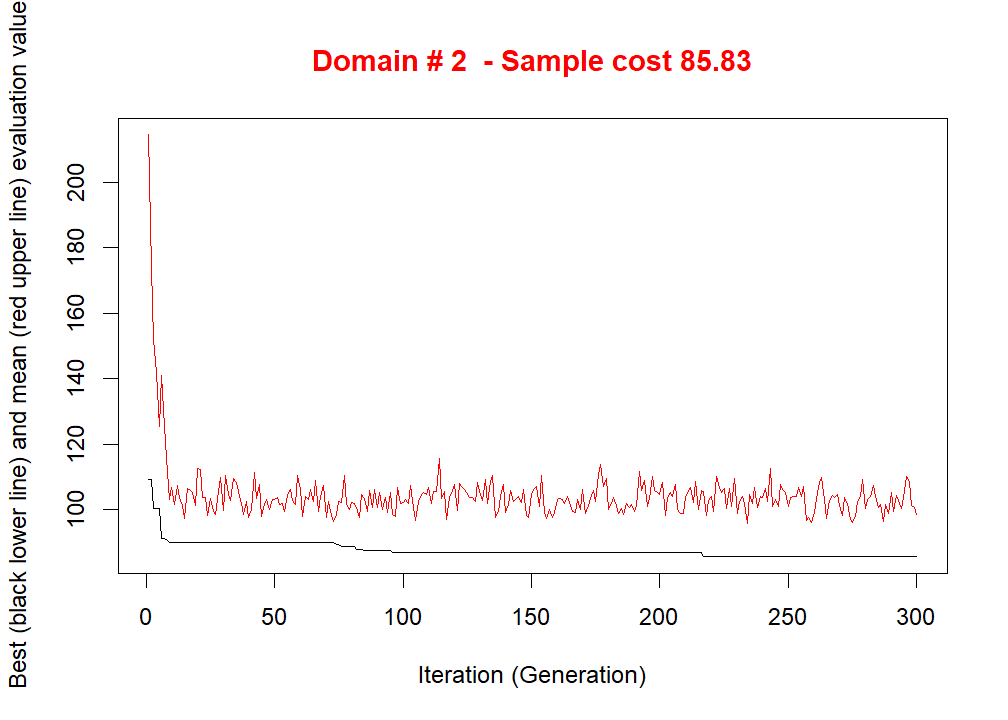 Domain # 2  - Sample cost 85.83
Best (black lower line) and mean (red upper line) evaluation value
200
180
160
140
120
100
0 50 100 150 200 250 300
Iteration (Generation)